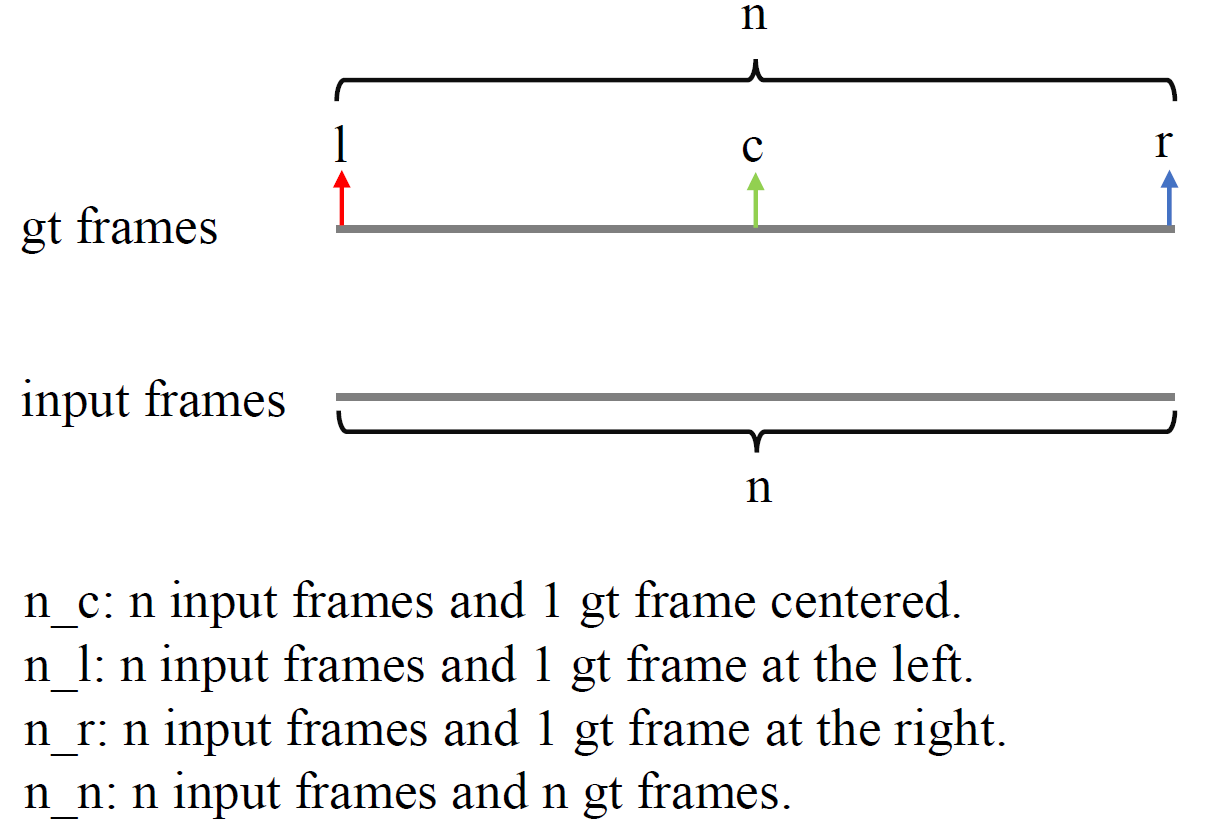 n
l
c
r
gt frames
input frames
n
n_c: n input frames and 1 gt frame centered.
n_l: n input frames and 1 gt frame at the left.
n_r: n input frames and 1 gt frame at the right.
n_n: n input frames and n gt frames.